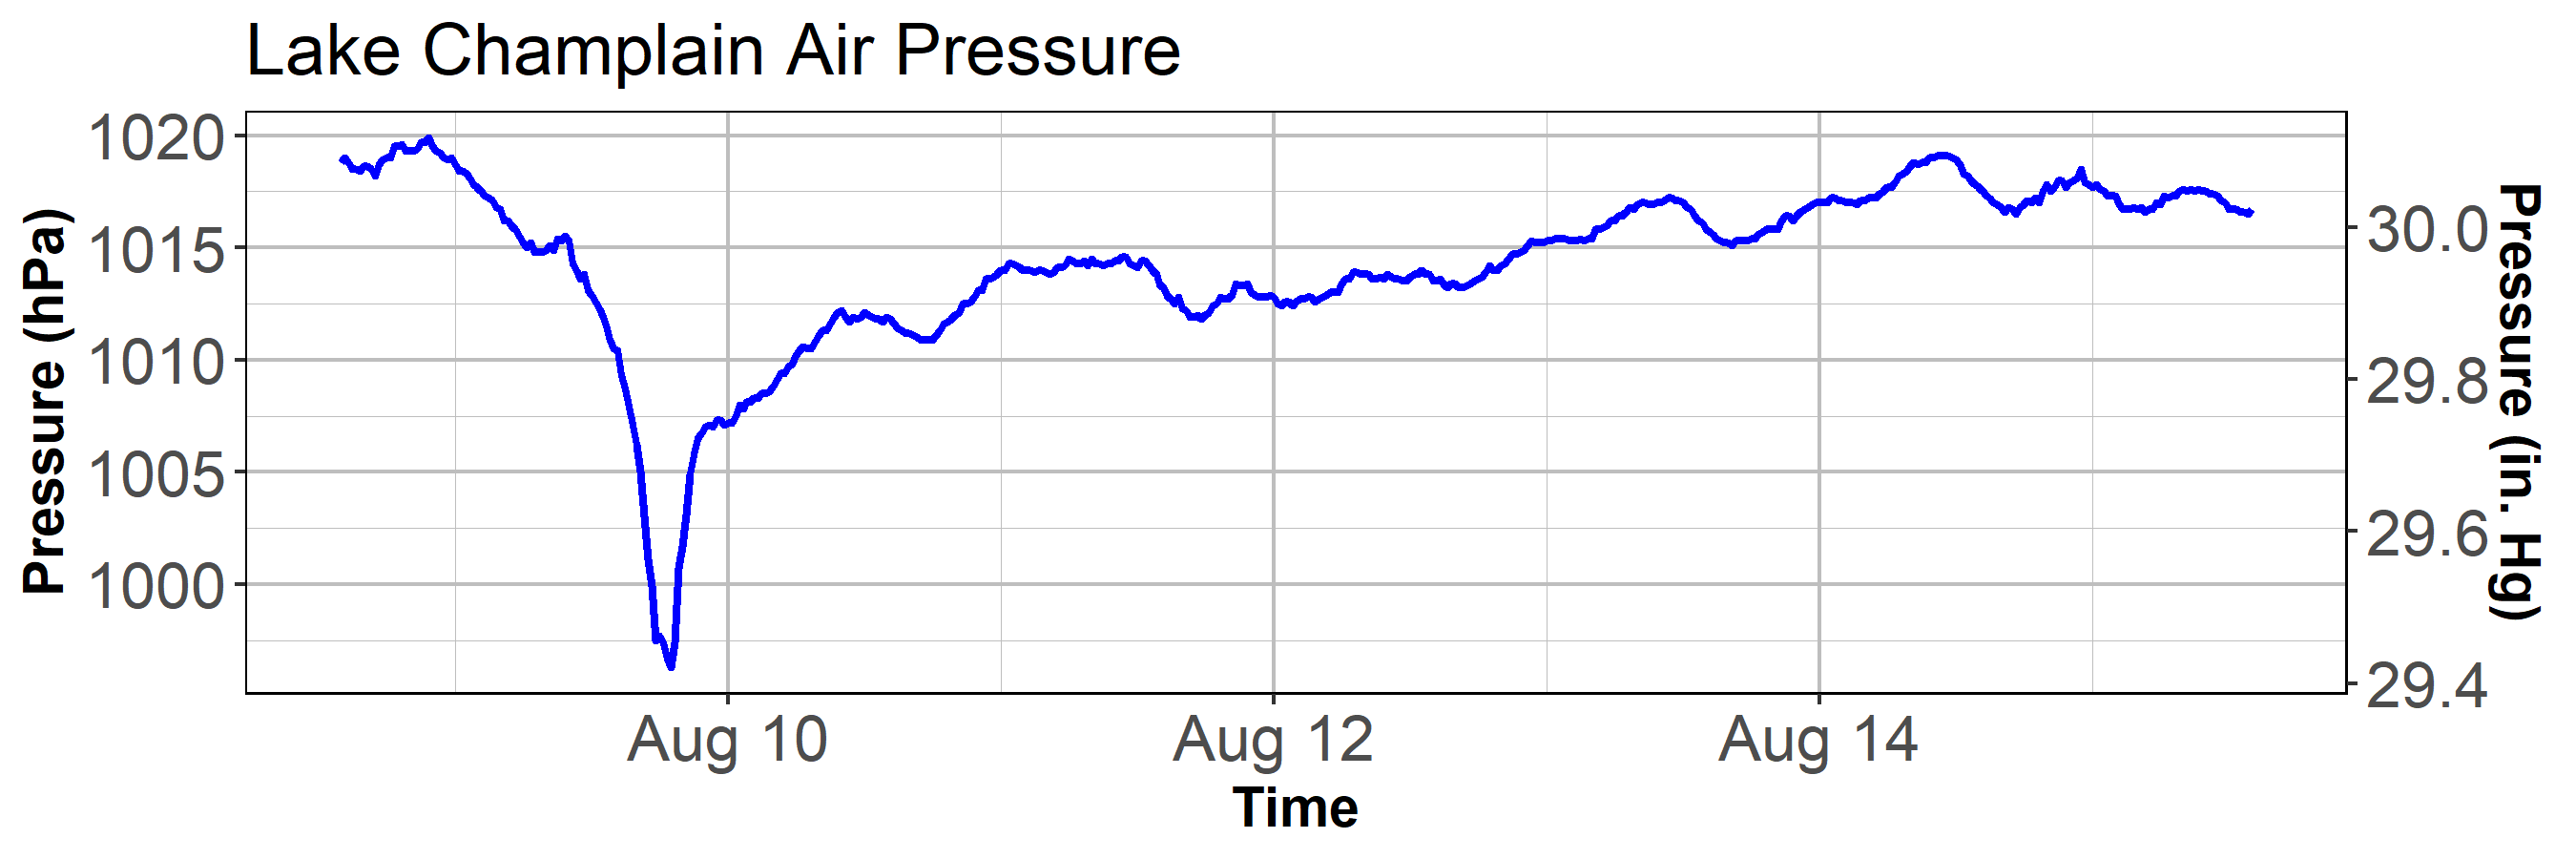 Lake Champlain Air Pressure
Pressure (hPa)
1020
1015
1010
1005
1000
30.0
29.8
29.6
29.4
Pressure (in. Hg)
Aug 10
Aug 12
Aug 14
Time